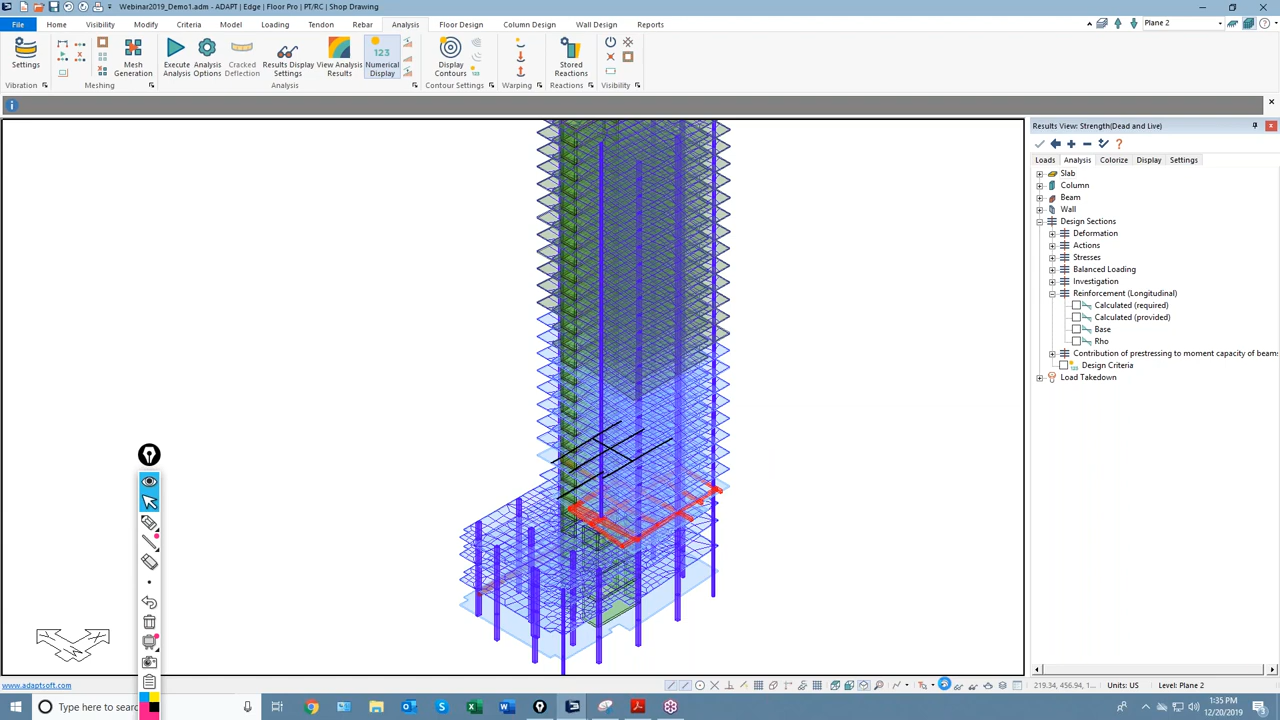 Webinar2019_Demo1.adm - ADAPT | Edge | Floor Pro | PT/RC | Shop Drawing
File Home Visibility Modify Criteria Model Loading Tendon Rebar Analysis Floor Design Column Design Wall Design Reports
Plane 2
Settings
Mesh Generation
Execute Analysis
Analysis Options
Cracked Deflection
Results Display Settings
View Analysis Results
Numerical Display
Display Contours
Stored Reactions
Vibration Meshing Analysis Contour Settings Warping Reactions Visibility
Results View: Strength(Dead and Live)
Loads Analysis Colorize Display Settings
Slab
Column
Beam
Wall
Design Sections
Deformation
Actions
Stresses
Balanced Loading
Investigation
Reinforcement (Longitudinal)
Calculated (required)
Calculated (provided)
Base
Rho
Contribution of prestressing to moment capacity of beams
Design Criteria
Load Takedown
www.adaptsoft.com
219.34, 456.94, 1... Units: US Level: Plane 2
Type here to search
1:35 PM
12/20/2019